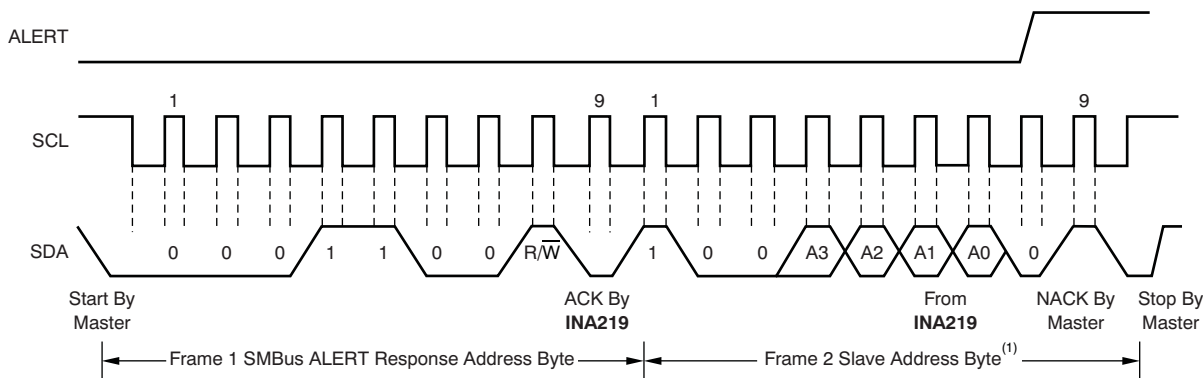 ALERT
1 9 1 9
SCL
SDA
0 0 0 1 1 0 0 R/W̅ 1 0 0 A3 A2 A1 A0 0
Start By
Master
ACK By
INA219
From
INA219
NACK By
Master
Stop By
Master
Frame 1 SMBus ALERT Response Address Byte
Frame 2 Slave Address Byte(1)